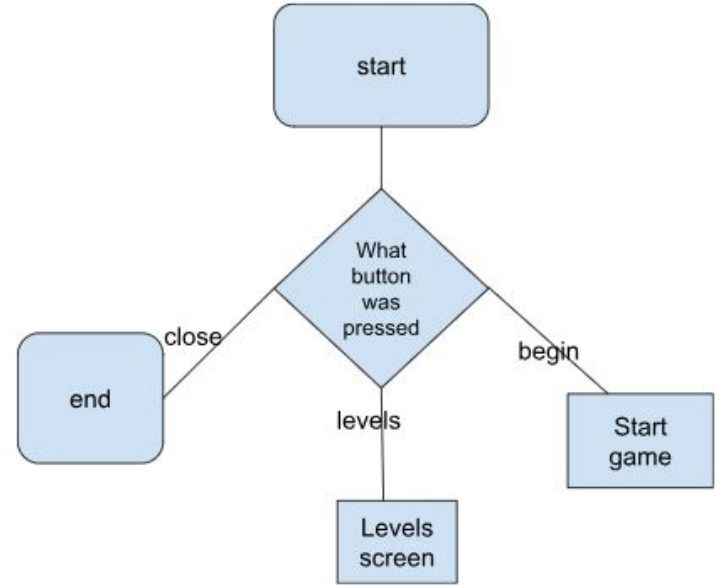 start
What
button
was
pressed
close
begin
end
levels
Start
game
Levels
screen